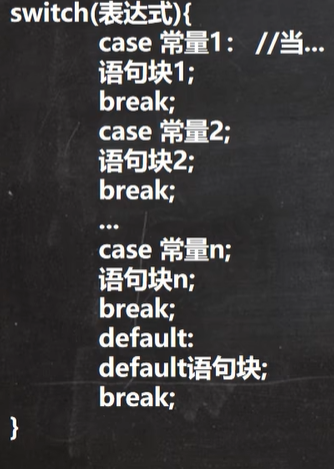 switch(表达式){
case 常量1： //当...
语句块1;
break;
case 常量2;
语句块2;
break;
...
case 常量n;
语句块n;
break;
default:
default语句块;
break;
}